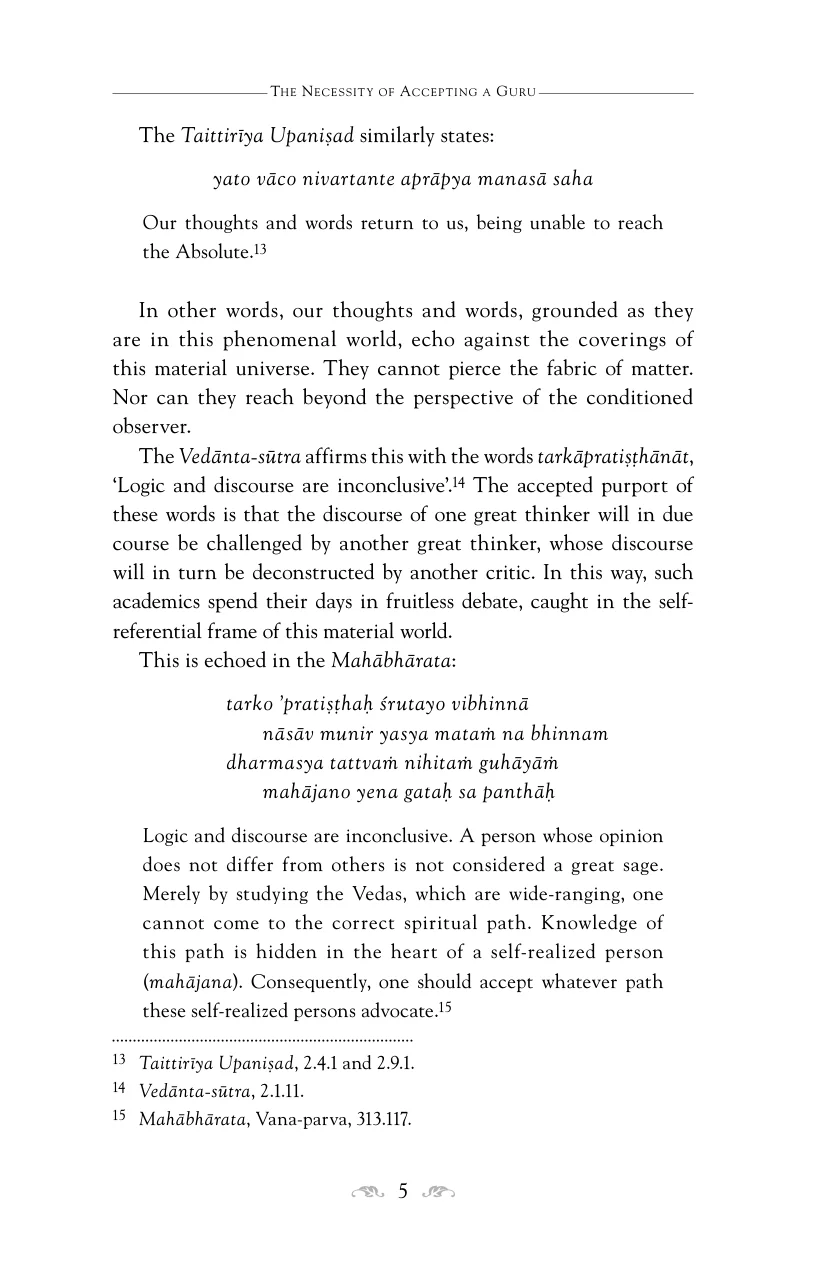 The Necessity of Accepting a Guru
The Taittirīya Upaniṣad similarly states:
yato vāco nivartante aprāpya manasā saha
Our thoughts and words return to us, being unable to reach
the Absolute.13
In other words, our thoughts and words, grounded as they
are in this phenomenal world, echo against the coverings of
this material universe. They cannot pierce the fabric of matter.
Nor can they reach beyond the perspective of the conditioned
observer.
The Vedānta-sūtra affirms this with the words tarkāpratiṣṭhānāt,
‘Logic and discourse are inconclusive’.14 The accepted purport of
these words is that the discourse of one great thinker will in due
course be challenged by another great thinker, whose discourse
will in turn be deconstructed by another critic. In this way, such
academics spend their days in fruitless debate, caught in the self-
referential frame of this material world.
This is echoed in the Mahābhārata:
tarko ’pratiṣṭhaḥ śrutayo vibhinnā
nāsāv munir yasya mataṁ na bhinnam
dharmasya tattvaṁ nihitaṁ guhāyāṁ
mahājano yena gataḥ sa panthāḥ
Logic and discourse are inconclusive. A person whose opinion
does not differ from others is not considered a great sage.
Merely by studying the Vedas, which are wide-ranging, one
cannot come to the correct spiritual path. Knowledge of
this path is hidden in the heart of a self-realized person
(mahājana). Consequently, one should accept whatever path
these self-realized persons advocate.15
13 Taittirīya Upaniṣad, 2.4.1 and 2.9.1.
14 Vedānta-sūtra, 2.1.11.
15 Mahābhārata, Vana-parva, 313.117.
5